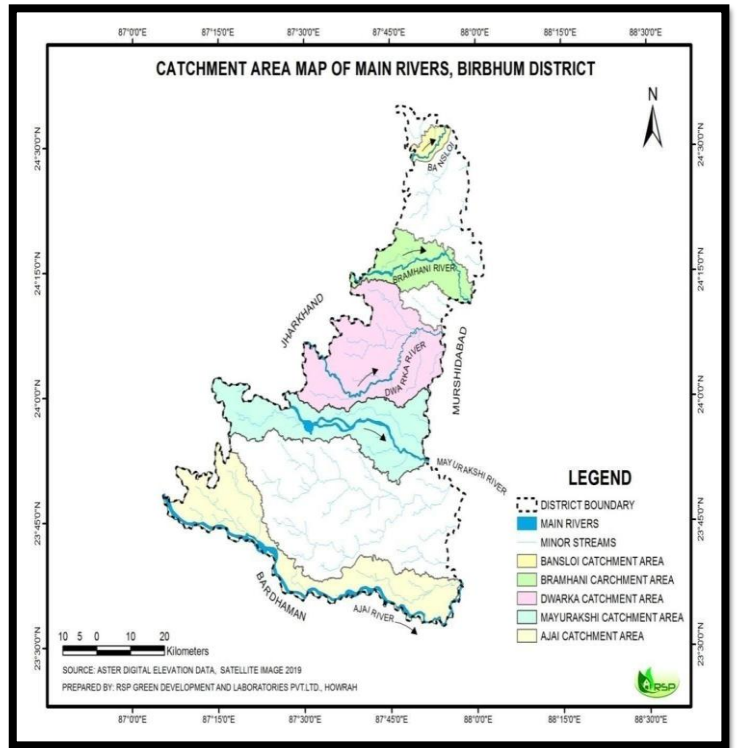 87°0'0"E 87°15'0"E 87°30'0"E 87°45'0"E 88°0'0"E 88°15'0"E 88°30'0"E
CATCHMENT AREA MAP OF MAIN RIVERS, BIRBHUM DISTRICT
N
24°30'0"N
24°30'0"N
BANSLOI
24°15'0"N
BRAMHANI RIVER
24°15'0"N
JHARKHAND
DWARKA RIVER
MURSHIDABAD
24°0'0"N
24°0'0"N
MAYURAKSHI RIVER
23°45'0"N
23°45'0"N
BARDHAMAN
AJAI RIVER
23°30'0"N
23°30'0"N
LEGEND
DISTRICT BOUNDARY
MAIN RIVERS
MINOR STREAMS
BANSLOI CATCHMENT AREA
BRAMHANI CARCHMENT AREA
DWARKA CATCHMENT AREA
MAYURAKSHI CATCHMENT AREA
AJAI CATCHMENT AREA
10 5 0 10 20
Kilometers
SOURCE: ASTER DIGITAL ELEVATION DATA, SATELLITE IMAGE 2019
PREPARED BY: RSP GREEN DEVELOPMENT AND LABORATORIES PVT.LTD., HOWRAH
RSP
87°0'0"E 87°15'0"E 87°30'0"E 87°45'0"E 88°0'0"E 88°15'0"E 88°30'0"E